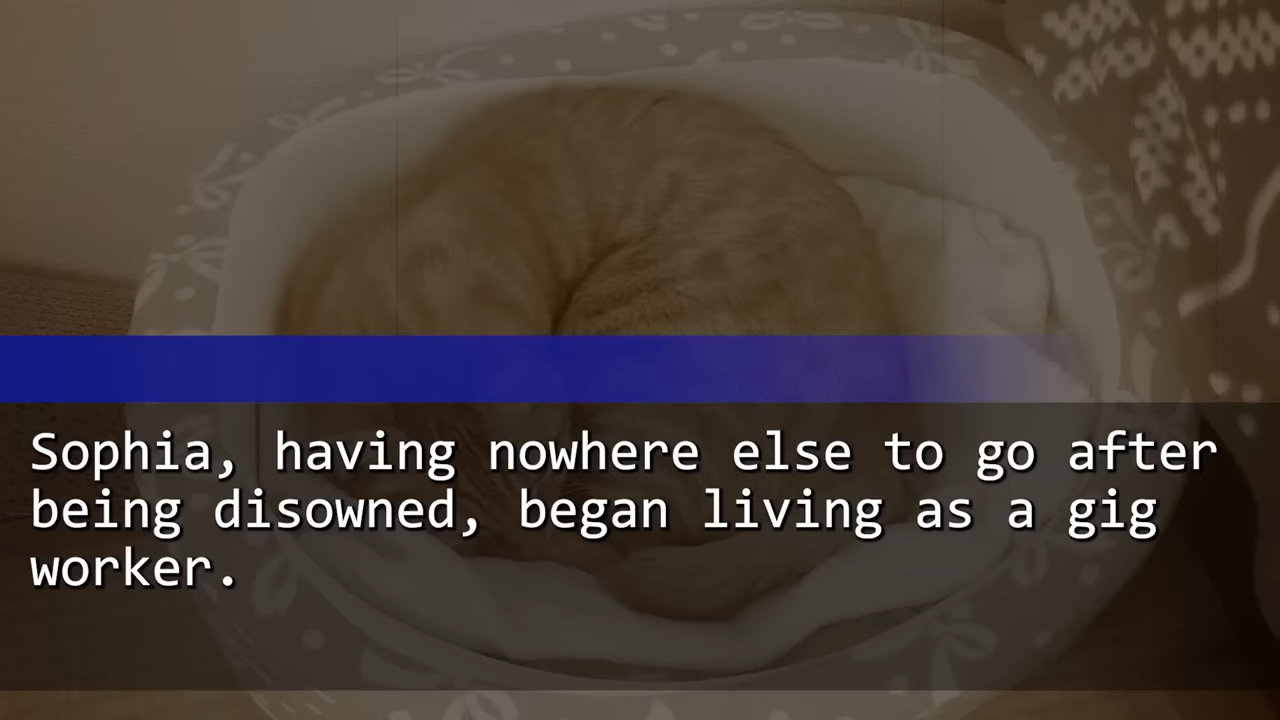 Sophia, having nowhere else to go after
being disowned, began living as a gig
worker.